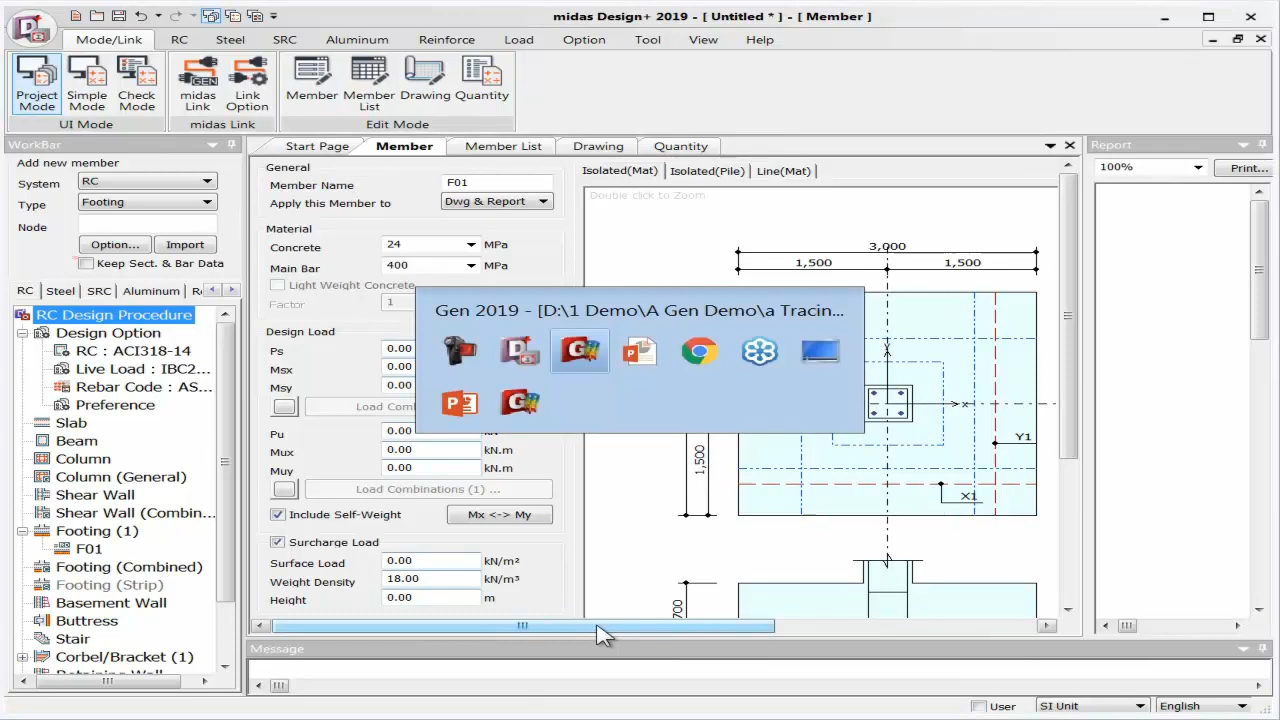 midas Design+ 2019 - [ Untitled * ] - [ Member ]
Mode/Link RC Steel SRC Aluminum Reinforce Load Option Tool View Help
Project Mode
Simple Mode
Check Mode
midas Link
Link Option
Member
Member List
Drawing
Quantity
UI Mode
midas Link
Edit Mode
WorkBar
Add new member
System RC
Type Footing
Node
Option... Import
Keep Sect. & Bar Data
RC Steel SRC Aluminum
RC Design Procedure
Design Option
RC : ACI318-14
Live Load : IBC2...
Rebar Code : AS...
Preference
Slab
Beam
Column
Column (General)
Shear Wall
Shear Wall (Combin...
Footing (1)
F01
Footing (Combined)
Footing (Strip)
Basement Wall
Buttress
Stair
Corbel/Bracket (1)
Start Page Member Member List Drawing Quantity
General
Member Name F01
Apply this Member to Dwg & Report
Material
Concrete 24 MPa
Main Bar 400 MPa
Light Weight Concrete
Factor 1
Design Load
Ps 0.00
Msx 0.00
Msy 0.00
Pu 0.00
Mux 0.00 kN.m
Muy 0.00 kN.m
Load Combinations (1) ...
Include Self-Weight Mx <-> My
Surcharge Load
Surface Load 0.00 kN/m²
Weight Density 18.00 kN/m³
Height 0.00 m
Isolated(Mat) Isolated(Pile) Line(Mat)
Double click to Zoom
3,000
1,500 1,500
x
Y1
1,500
X1
700
Gen 2019 - [D:\1 Demo\A Gen Demo\a Tracin...
Report
100% Print...
Message
User SI Unit English